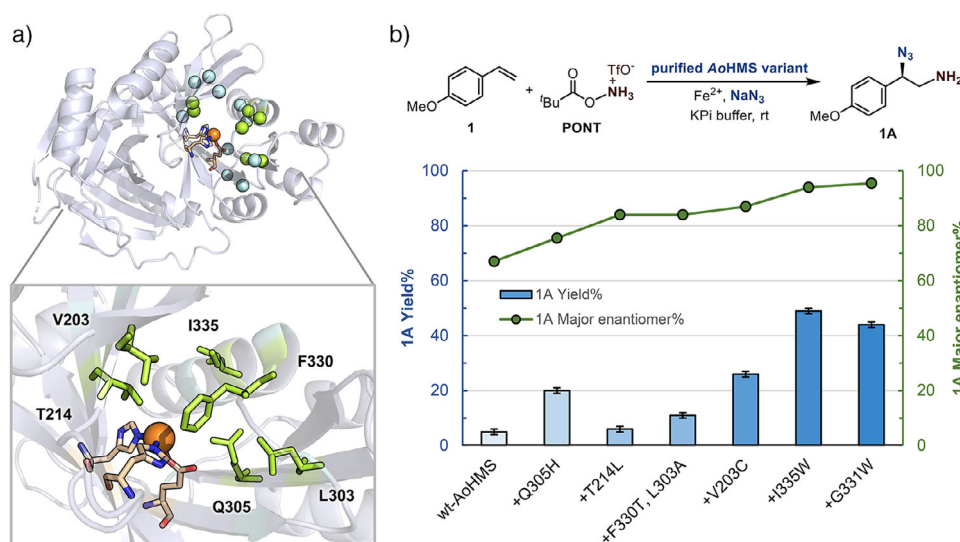 a)
V203
I335
F330
T214
Q305
L303
b)
MeO
1
+
tBu
O
O
NH3
+
TfO-
PONT
purified AoHMS variant
Fe2+, NaN3
KPi buffer, rt
N3
NH2
MeO
1A
1A Yield%
100
80
60
40
20
0
1A Yield%
1A Major enantiomer%
100
80
60
40
20
0
1A Major enantiomer%
wt-AoHMS
+Q305H
+T214L
+F330T, L303A
+V203C
+I335W
+G331W